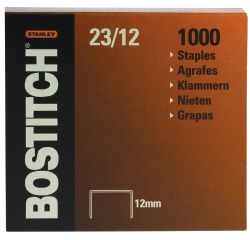 STANLEY
BOSTITCH
23/12
1000
Staples
Agrafes
Klammern
Nieten
Grapas
12mm